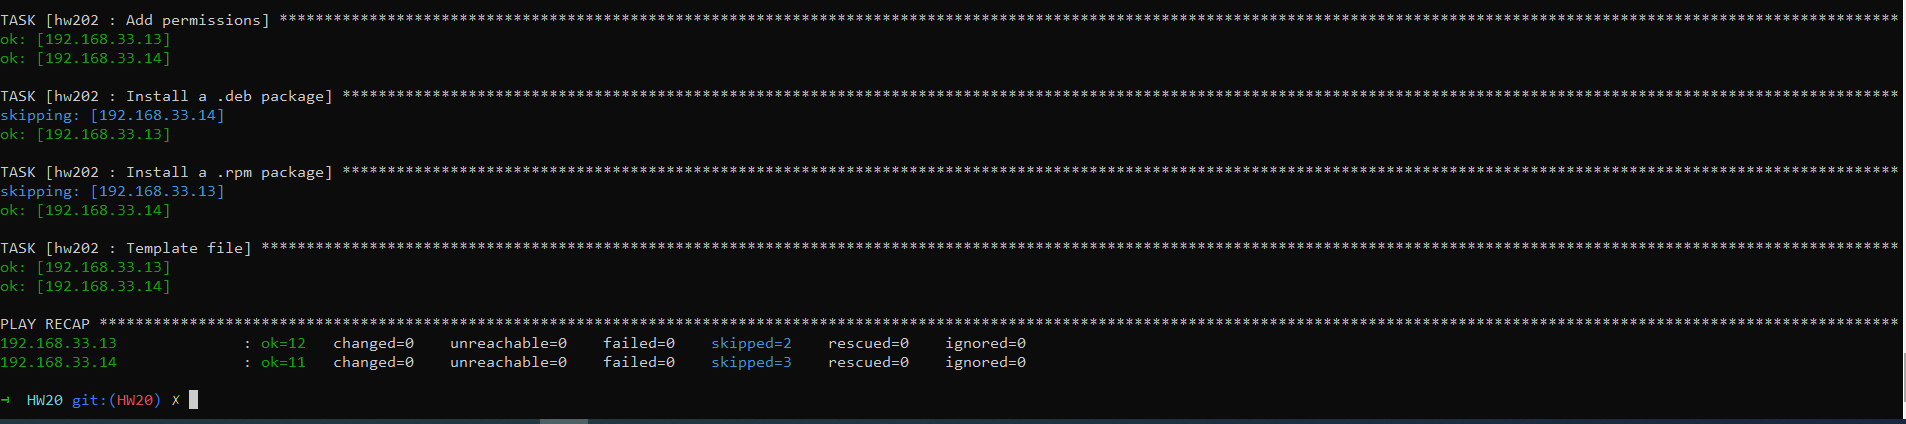 TASK [hw202 : Add permissions] ************************************************************************************************************************************************************************************
ok: [192.168.33.13]
ok: [192.168.33.14]
TASK [hw202 : Install a .deb package] *****************************************************************************************************************************************************************************
skipping: [192.168.33.14]
ok: [192.168.33.13]
TASK [hw202 : Install a .rpm package] *****************************************************************************************************************************************************************************
skipping: [192.168.33.13]
ok: [192.168.33.14]
TASK [hw202 : Template file] **************************************************************************************************************************************************************************************
ok: [192.168.33.13]
ok: [192.168.33.14]
PLAY RECAP ********************************************************************************************************************************************************************************************************
192.168.33.13              : ok=12   changed=0    unreachable=0    failed=0    skipped=2    rescued=0    ignored=0
192.168.33.14              : ok=11   changed=0    unreachable=0    failed=0    skipped=3    rescued=0    ignored=0
→  HW20 git:(HW20) ✗